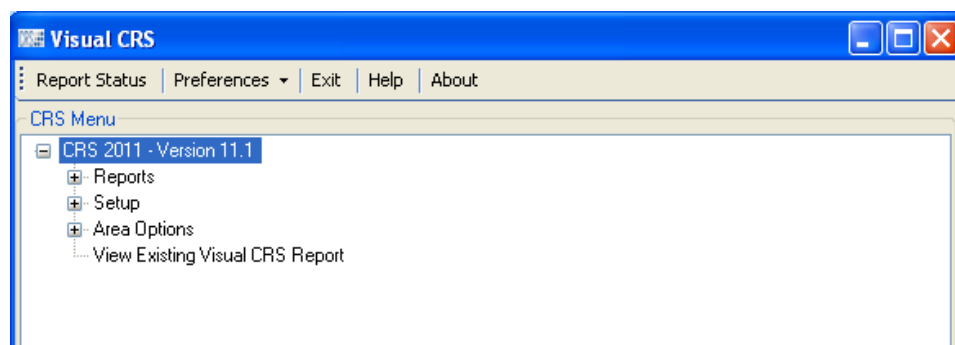 Visual CRS
Report Status Preferences Exit Help About
CRS Menu
CRS 2011 - Version 11.1
Reports
Setup
Area Options
View Existing Visual CRS Report